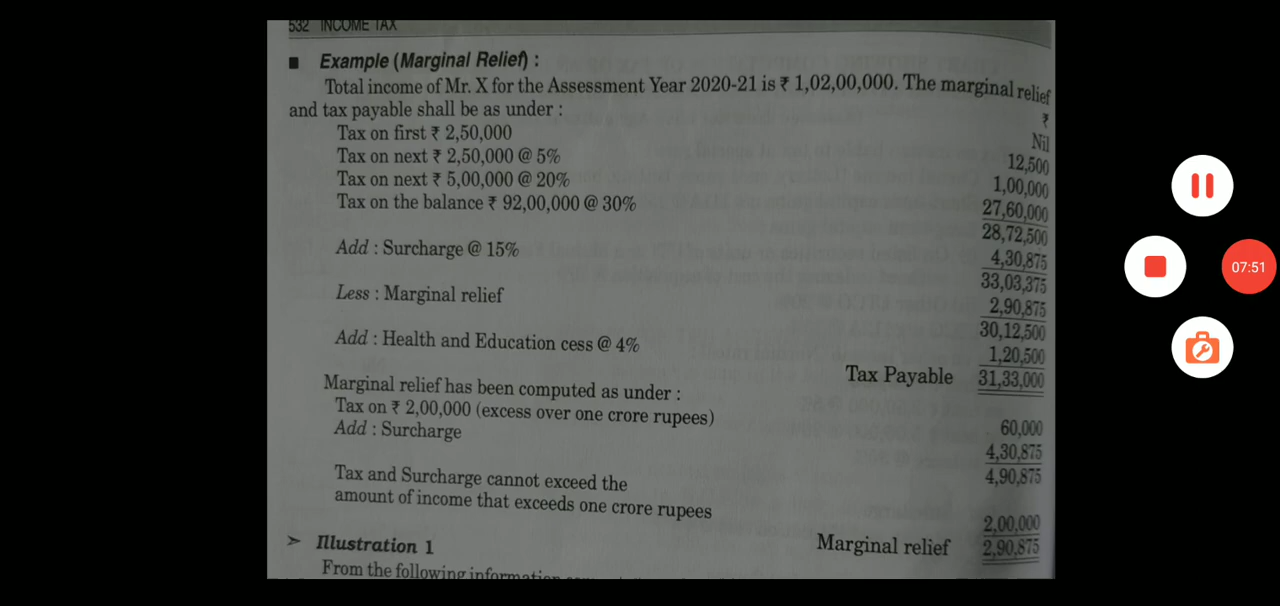 532 INCOME TAX
■ Example (Marginal Relief) :
Total income of Mr. X for the Assessment Year 2020-21 is ₹ 1,02,00,000. The marginal relief
and tax payable shall be as under :
₹
Tax on first ₹ 2,50,000 Nil
Tax on next ₹ 2,50,000 @ 5% 12,500
Tax on next ₹ 5,00,000 @ 20% 1,00,000
Tax on the balance ₹ 92,00,000 @ 30% 27,60,000
28,72,500
Add : Surcharge @ 15% 4,30,875
33,03,375
Less : Marginal relief 2,90,875
30,12,500
Add : Health and Education cess @ 4% 1,20,500
Tax Payable 31,33,000
Marginal relief has been computed as under :
Tax on ₹ 2,00,000 (excess over one crore rupees) 60,000
Add : Surcharge 4,30,875
4,90,875
Tax and Surcharge cannot exceed the
amount of income that exceeds one crore rupees 2,00,000
Marginal relief 2,90,875
➢ Illustration 1
From the following information
07:51